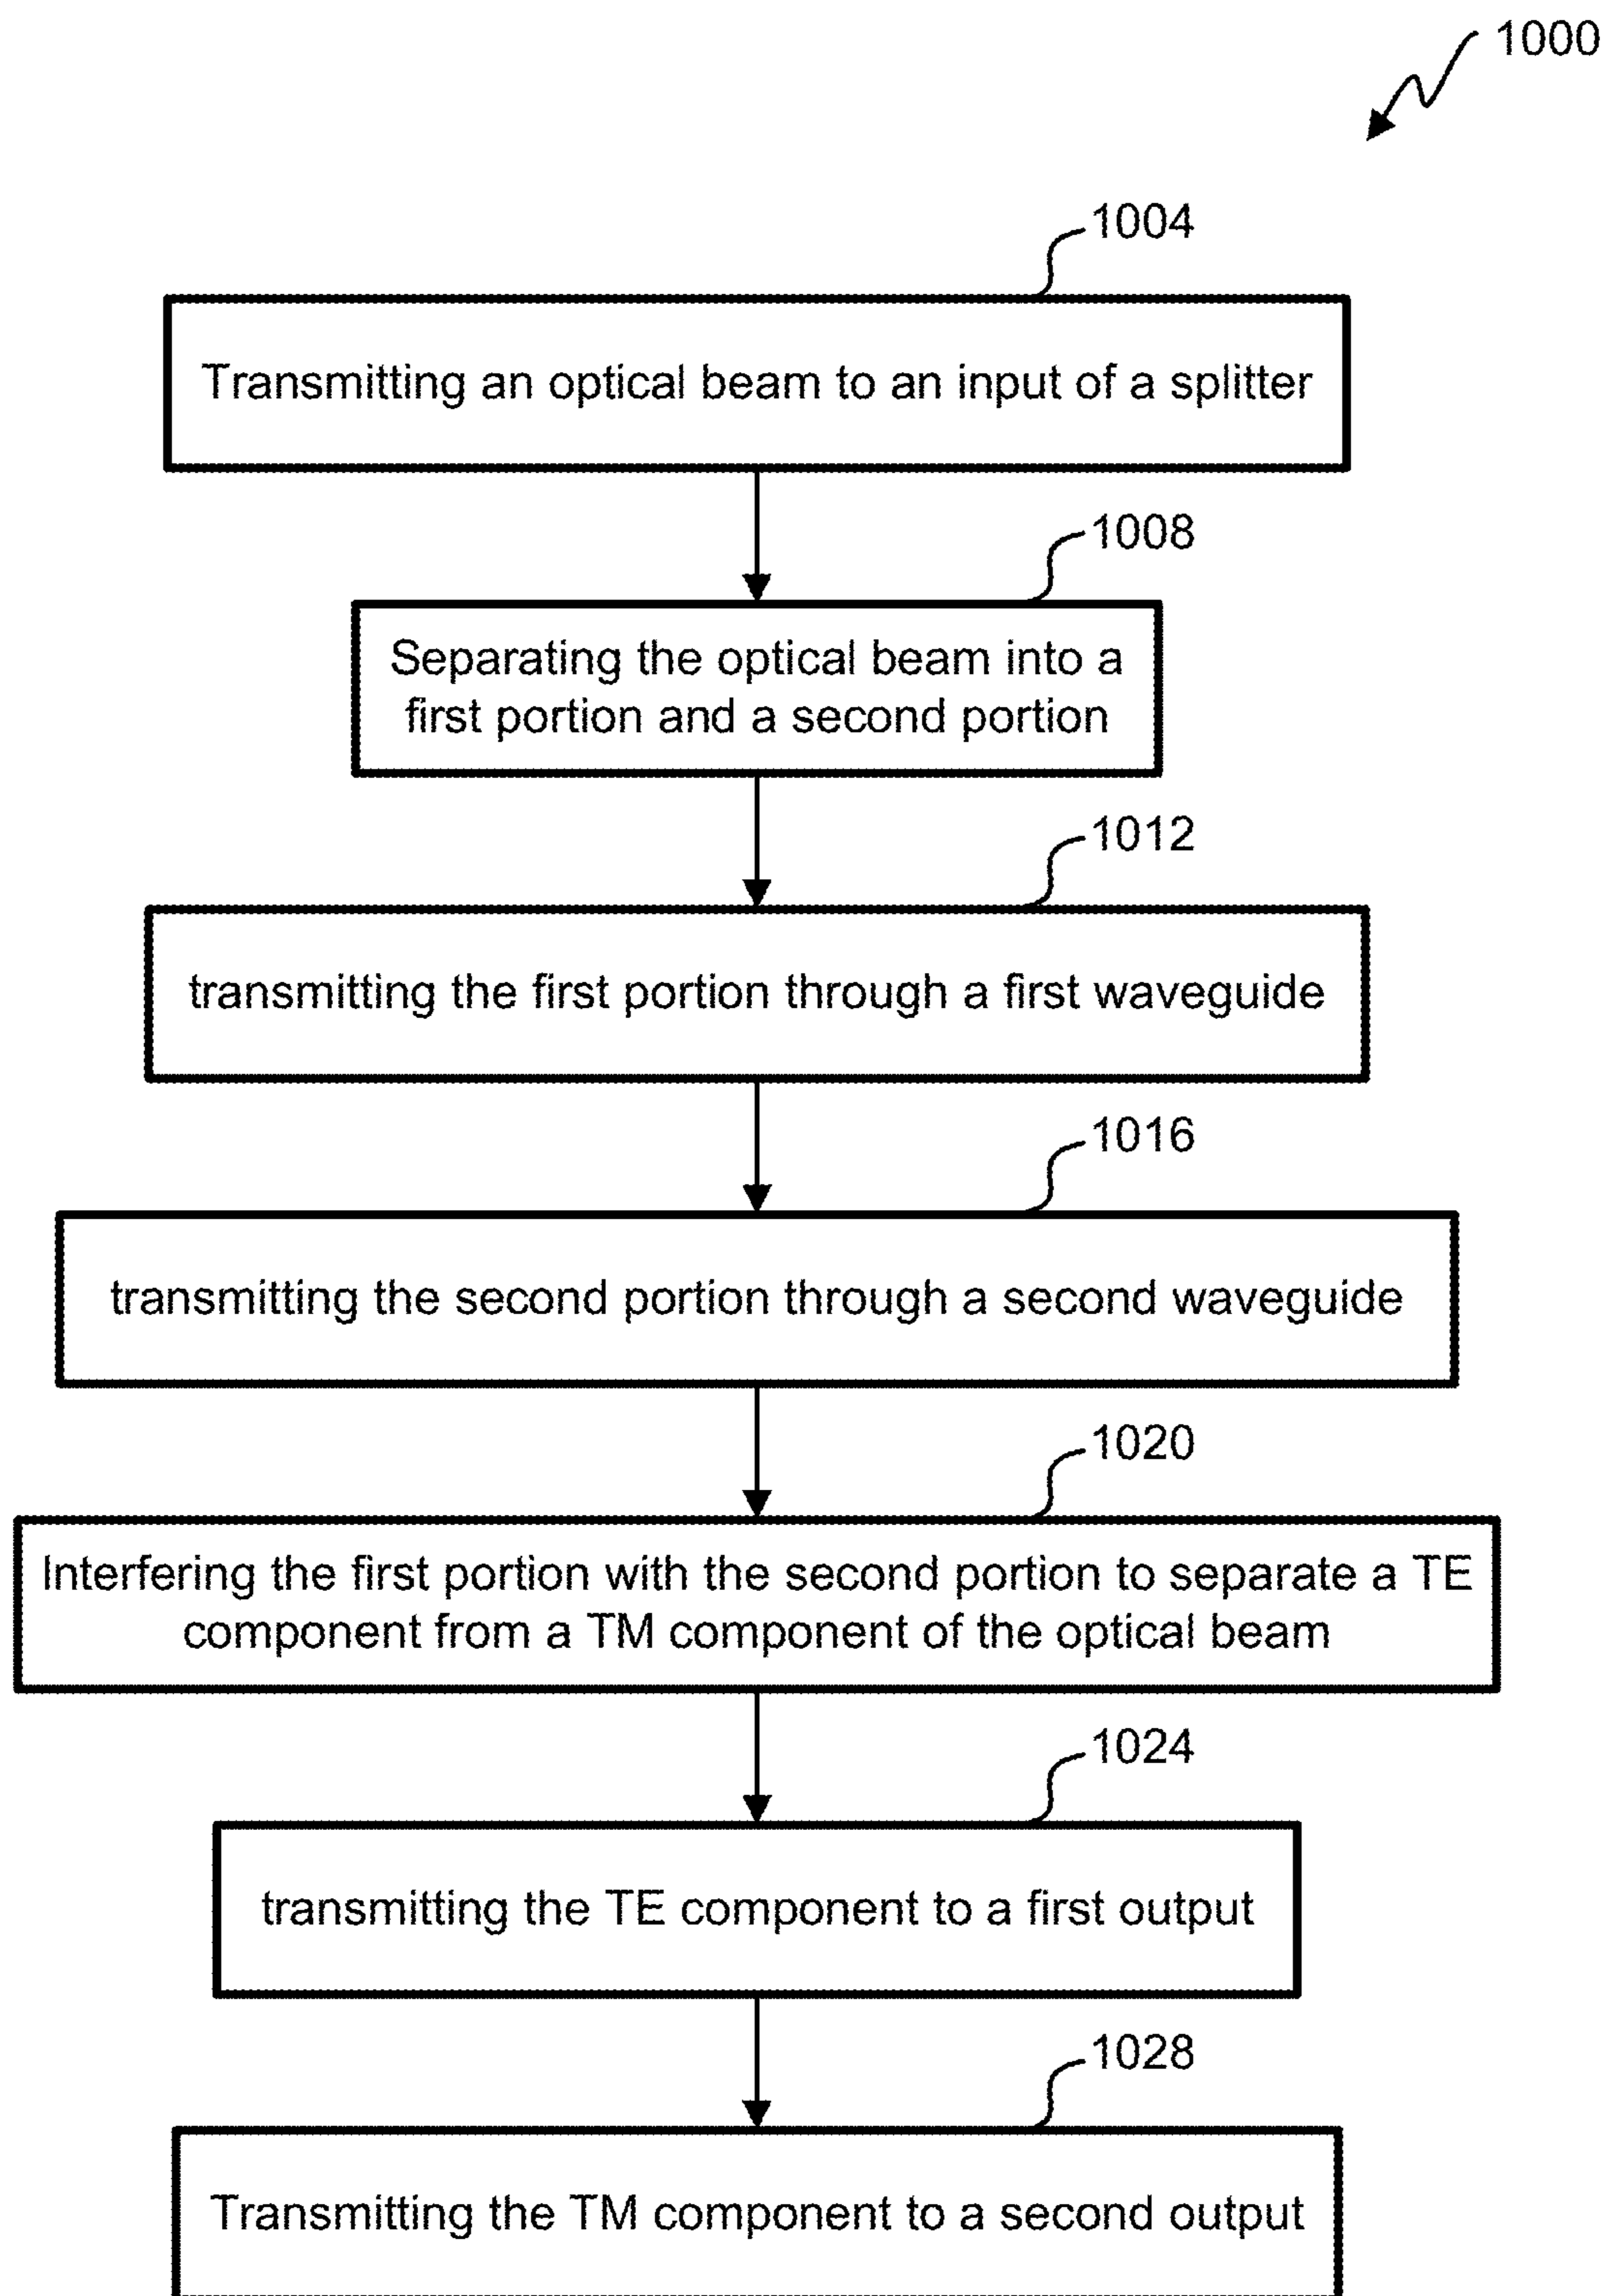 1000
1004
Transmitting an optical beam to an input of a splitter
1008
Separating the optical beam into a
first portion and a second portion
1012
transmitting the first portion through a first waveguide
1016
transmitting the second portion through a second waveguide
1020
Interfering the first portion with the second portion to separate a TE
component from a TM component of the optical beam
1024
transmitting the TE component to a first output
1028
Transmitting the TM component to a second output